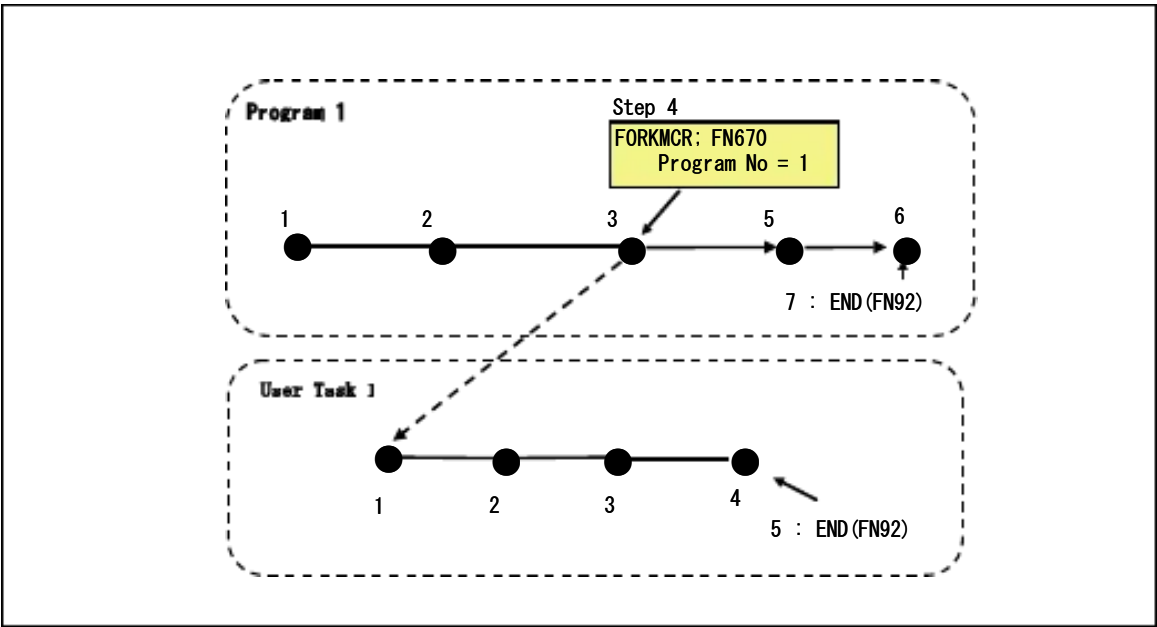 Program 1
Step 4
FORKMCR; FN670
Program No = 1
1 2 3 5 6
7 : END(FN92)
User Task 1
1 2 3 4
5 : END(FN92)